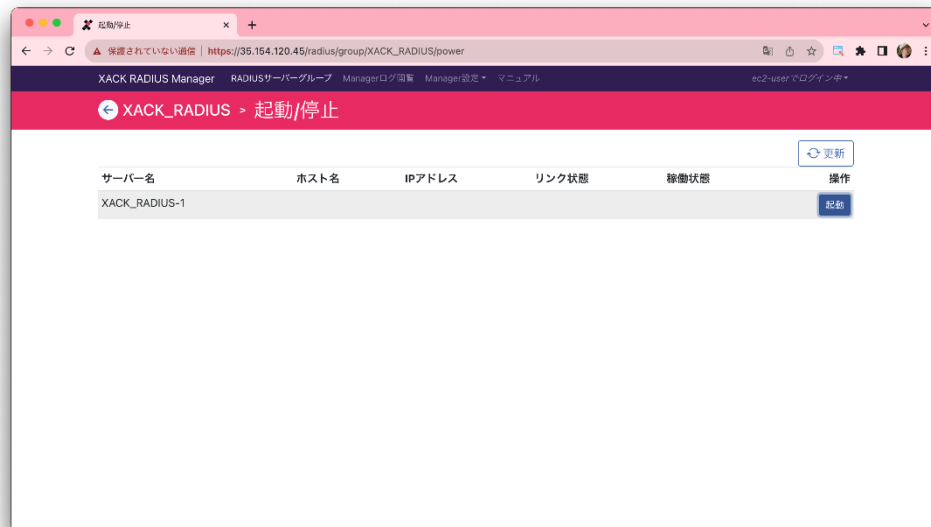 起動/停止
保護されていない通信 | https://35.154.120.45/radius/group/XACK_RADIUS/power
XACK RADIUS Manager RADIUSサーバーグループ Managerログ閲覧 Manager設定 マニュアル ec2-userでログイン中
XACK_RADIUS > 起動/停止
更新
サーバー名 ホスト名 IPアドレス リンク状態 稼働状態 操作
XACK_RADIUS-1 起動